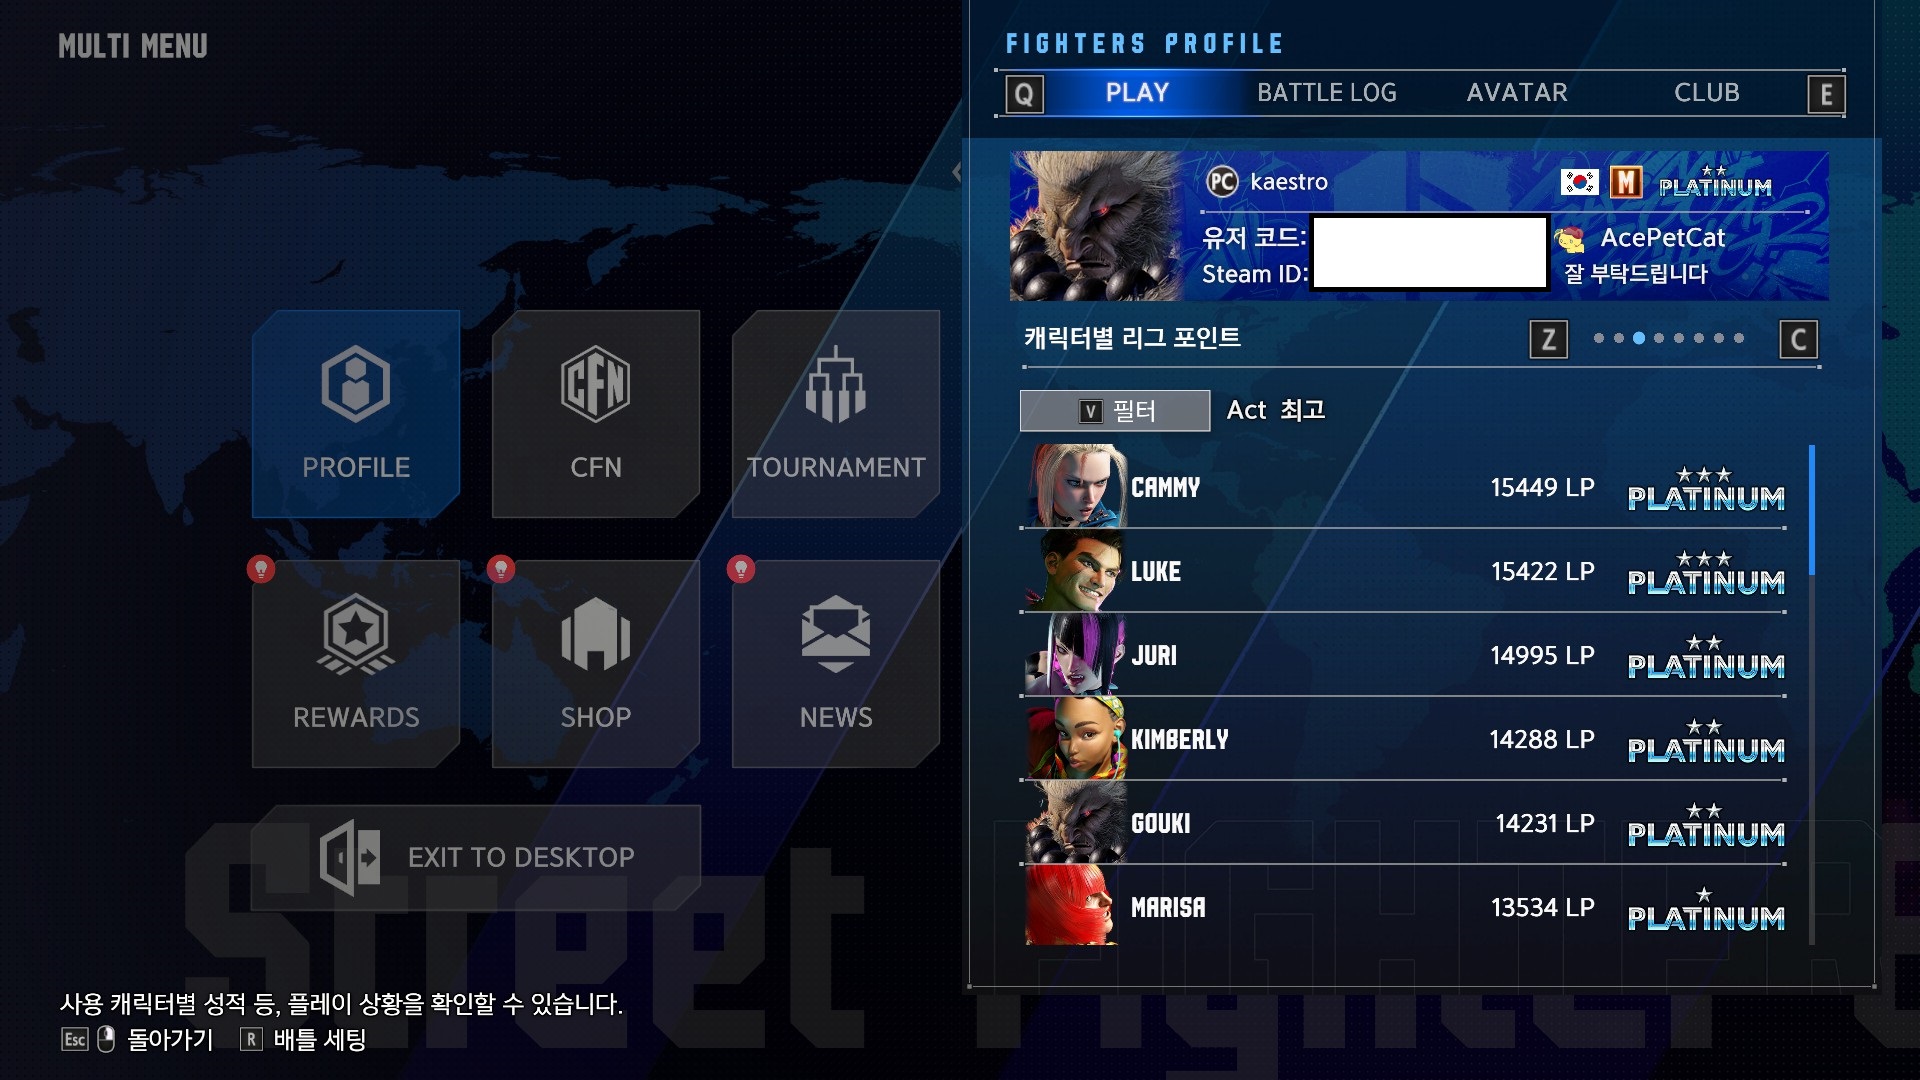 MULTI MENU
FIGHTERS PROFILE
Q PLAY BATTLE LOG AVATAR CLUB E
PC kaestro M PLATINUM
유저 코드: AcePetCat
Steam ID: 잘 부탁드립니다
캐릭터별 리그 포인트 Z C
V 필터 Act 최고
CAMMY 15449 LP PLATINUM
LUKE 15422 LP PLATINUM
JURI 14995 LP PLATINUM
KIMBERLY 14288 LP PLATINUM
GOUKI 14231 LP PLATINUM
MARISA 13534 LP PLATINUM
PROFILE
CFN
CFN
TOURNAMENT
REWARDS
SHOP
NEWS
EXIT TO DESKTOP
Street Fighter
사용 캐릭터별 성적 등, 플레이 상황을 확인할 수 있습니다.
Esc 돌아가기 R 배틀 세팅